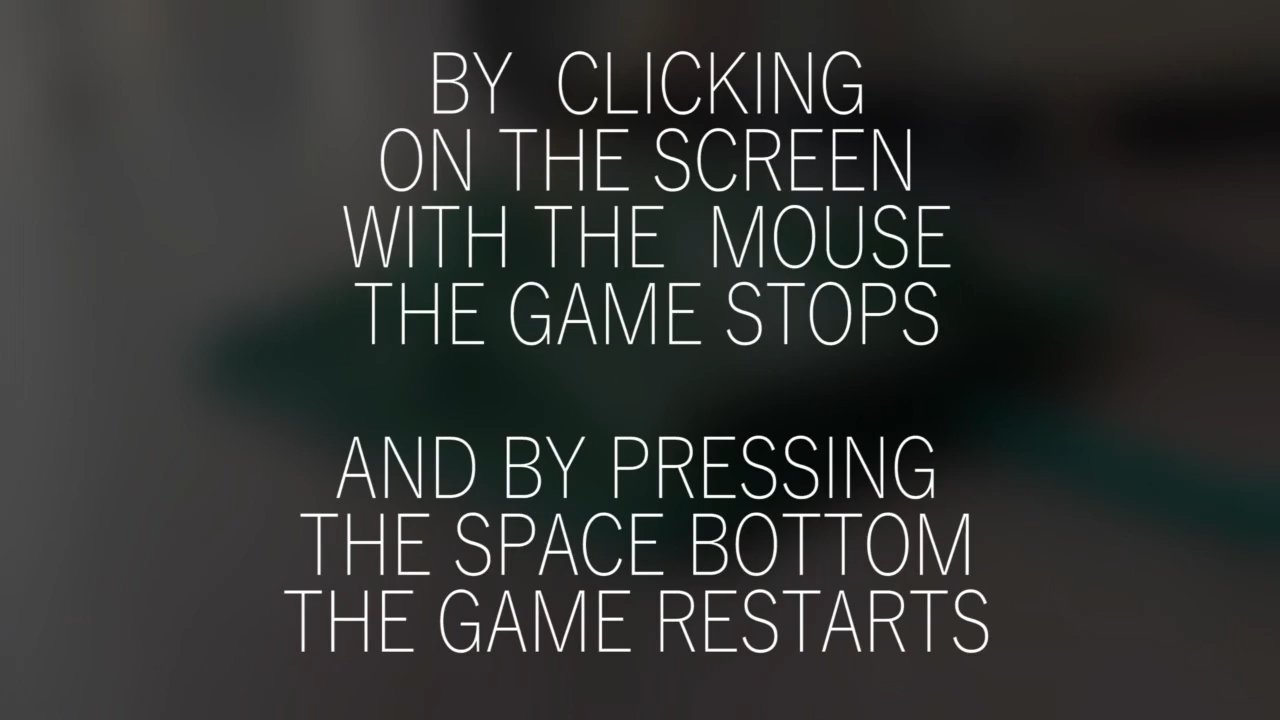 BY CLICKING
ON THE SCREEN
WITH THE MOUSE
THE GAME STOPS
AND BY PRESSING
THE SPACE BOTTOM
THE GAME RESTARTS